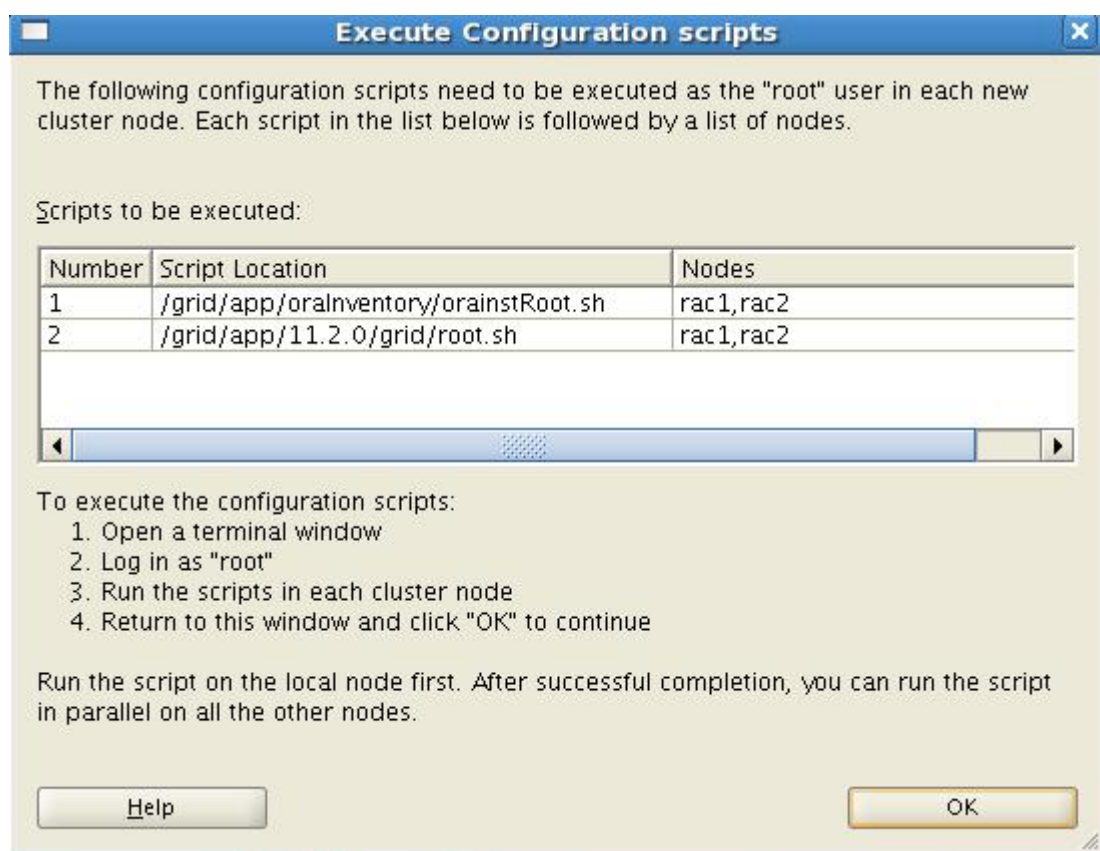 Execute Configuration scripts
The following configuration scripts need to be executed as the "root" user in each new
cluster node. Each script in the list below is followed by a list of nodes.
Scripts to be executed:
Number Script Location Nodes
1 /grid/app/oraInventory/orainstRoot.sh rac1,rac2
2 /grid/app/11.2.0/grid/root.sh rac1,rac2
To execute the configuration scripts:
1. Open a terminal window
2. Log in as "root"
3. Run the scripts in each cluster node
4. Return to this window and click "OK" to continue
Run the script on the local node first. After successful completion, you can run the script
in parallel on all the other nodes.
Help OK